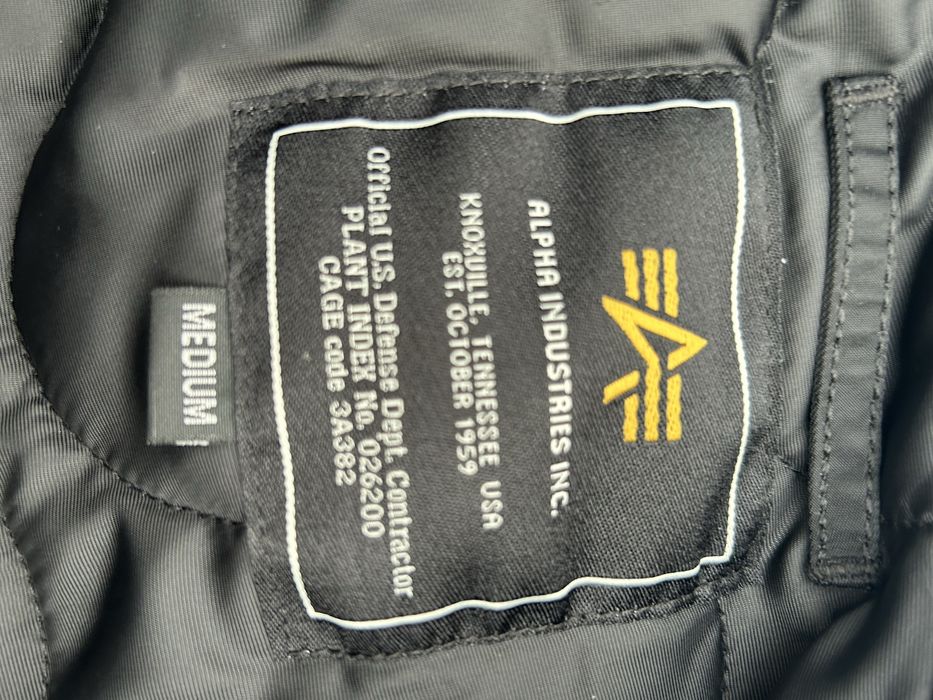 ALPHA INDUSTRIES INC.
KNOXVILLE, TENNESSEE USA
EST. OCTOBER 1959
Official U.S. Defense Dept. Contractor
PLANT INDEX No. 026200
CAGE code 3A382
MEDIUM